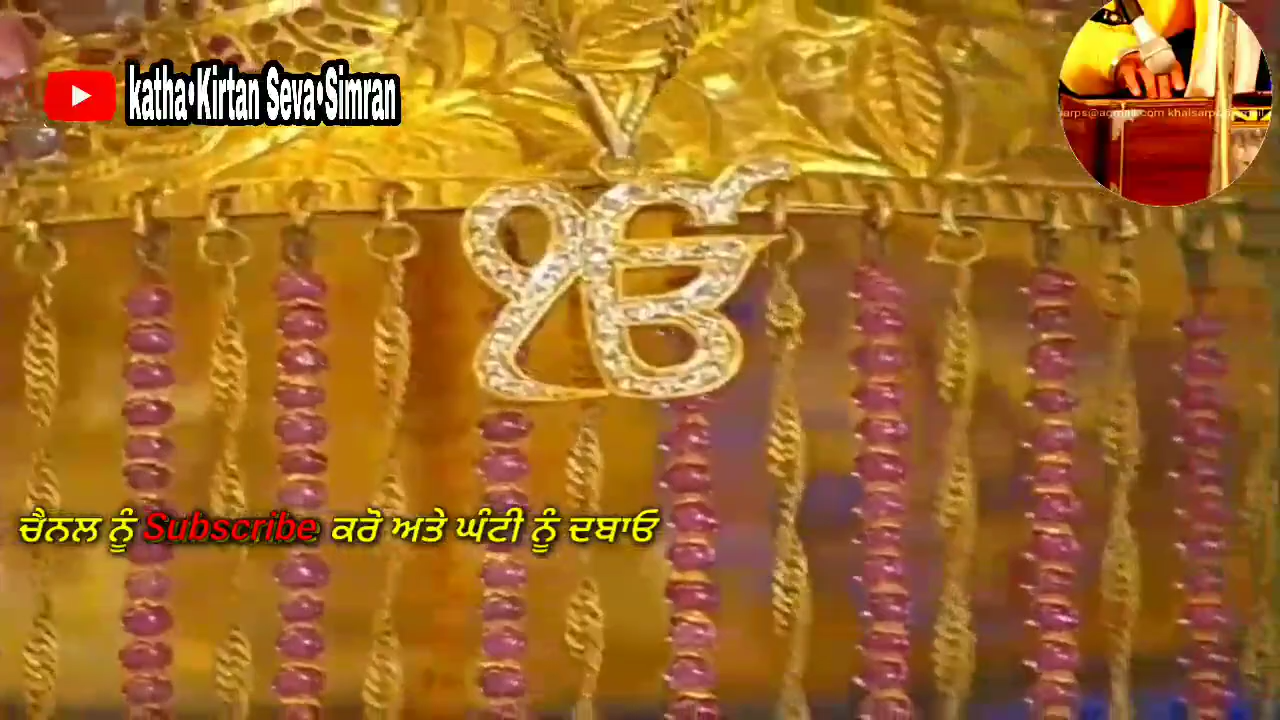 katha•Kirtan Seva•Simran
ੴ
ਚੈਨਲ ਨੂੰ Subscribe ਕਰੋ ਅਤੇ ਘੰਟੀ ਨੂੰ ਦਬਾਓ